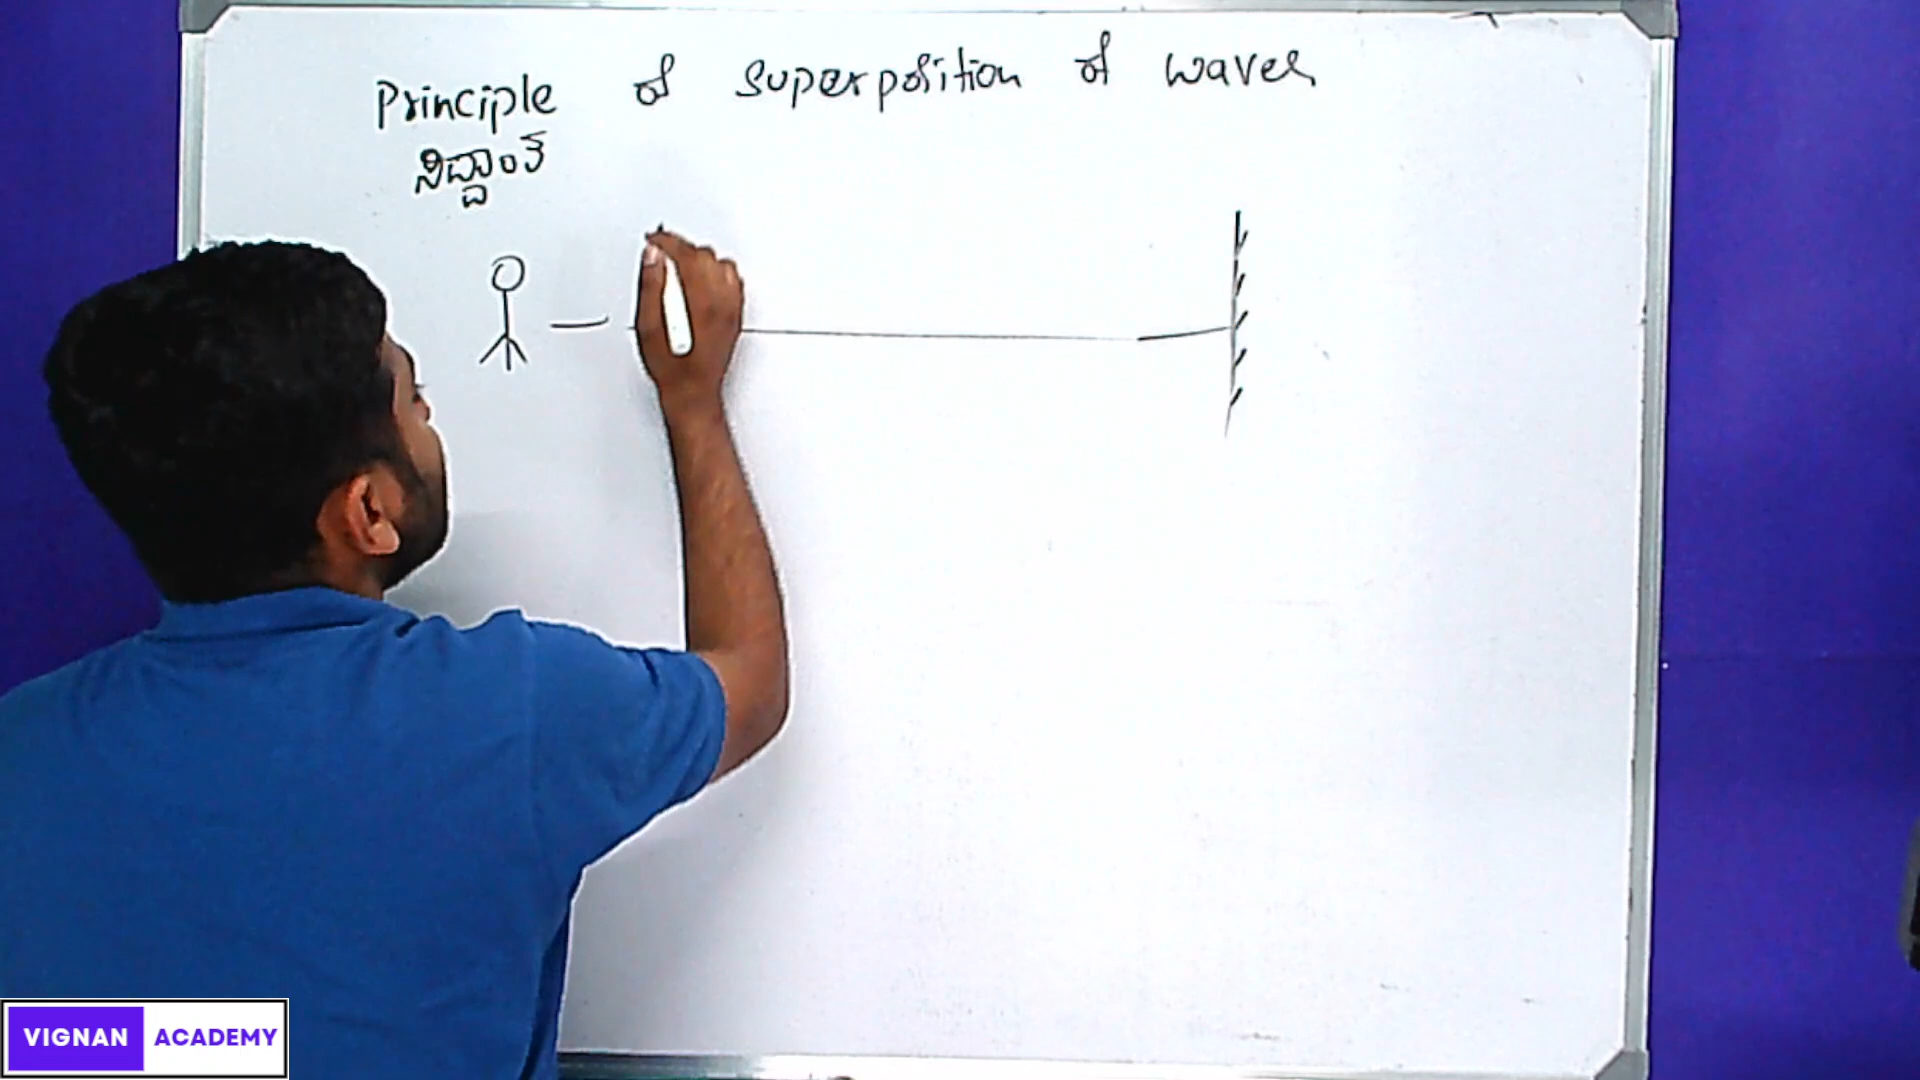 Principle of superposition of waves
ಸಿದ್ಧಾಂತ
VIGNAN ACADEMY